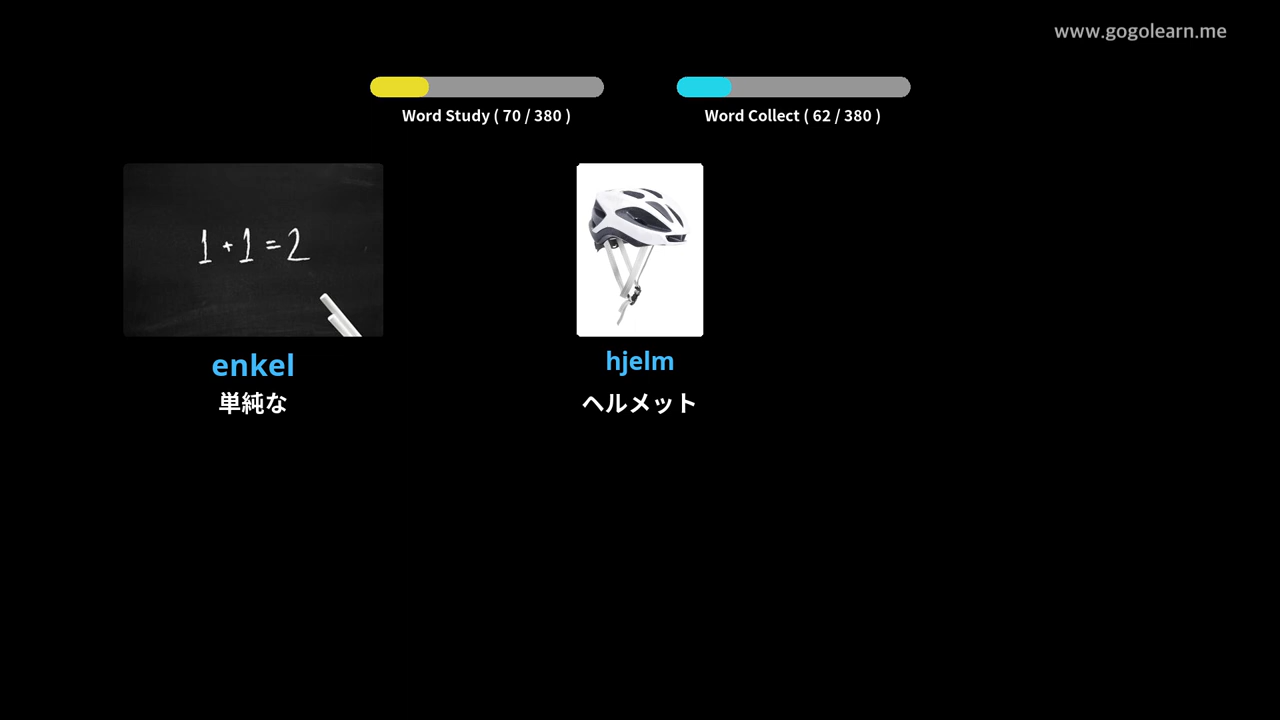 www.gogolearn.me
Word Study ( 70 / 380 )
Word Collect ( 62 / 380 )
1 + 1 = 2
enkel
単純な
hjelm
ヘルメット